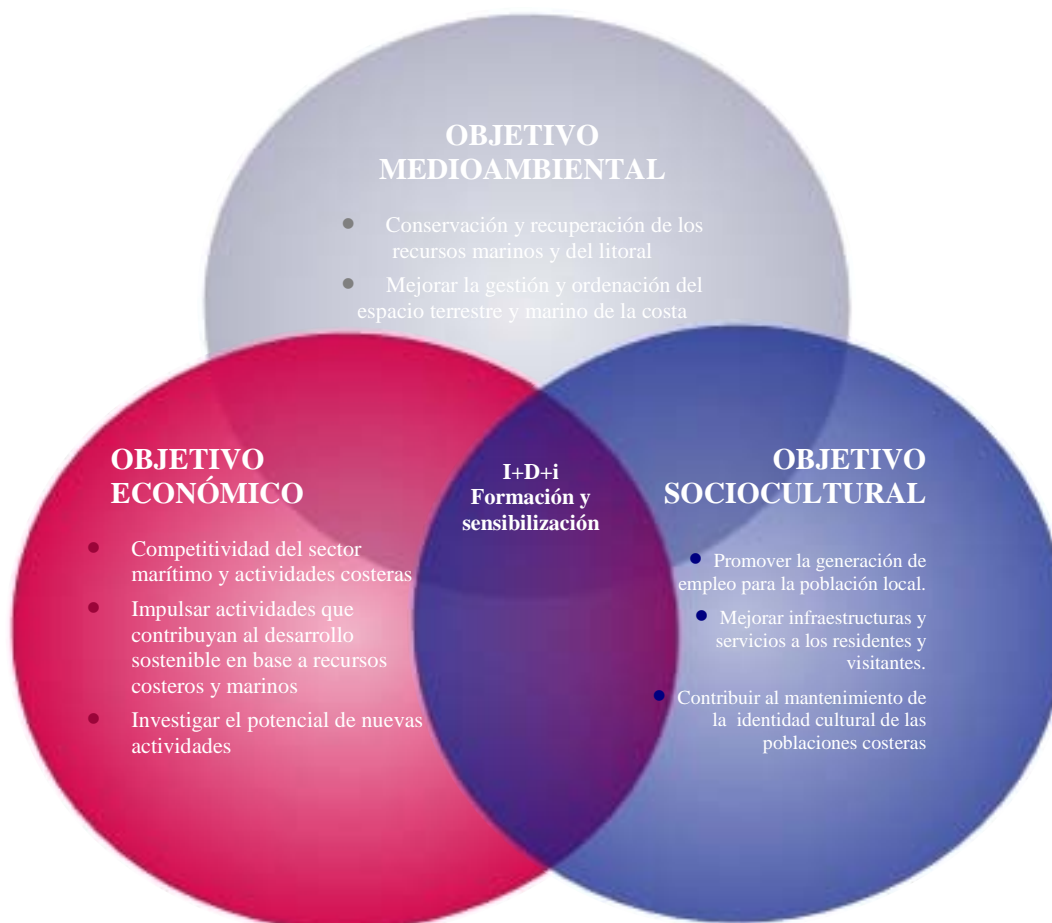 OBJETIVO
MEDIOAMBIENTAL
• Conservación y recuperación de los
recursos marinos y del litoral
• Mejorar la gestión y ordenación del
espacio terrestre y marino de la costa
OBJETIVO
ECONÓMICO
• Competitividad del sector
marítimo y actividades costeras
• Impulsar actividades que
contribuyan al desarrollo
sostenible en base a recursos
costeros y marinos
• Investigar el potencial de nuevas
actividades
I+D+i
Formación y
sensibilización
OBJETIVO
SOCIOCULTURAL
• Promover la generación de
empleo para la población local.
• Mejorar infraestructuras y
servicios a los residentes y
visitantes.
• Contribuir al mantenimiento de
la identidad cultural de las
poblaciones costeras